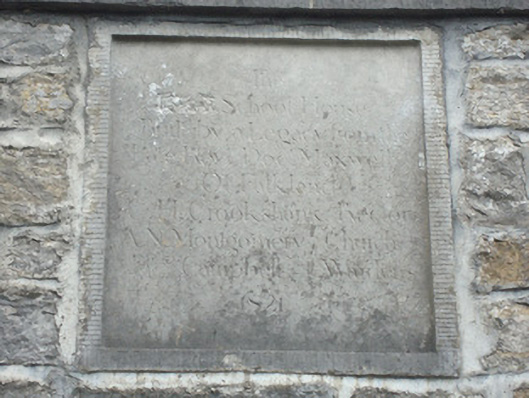 The
School House
Built by a Legacy from the
Revd Doc Maxwell
Of Falkland
H Crookshank Rector
A N Montgomery Church
Campbell Wardens
1821